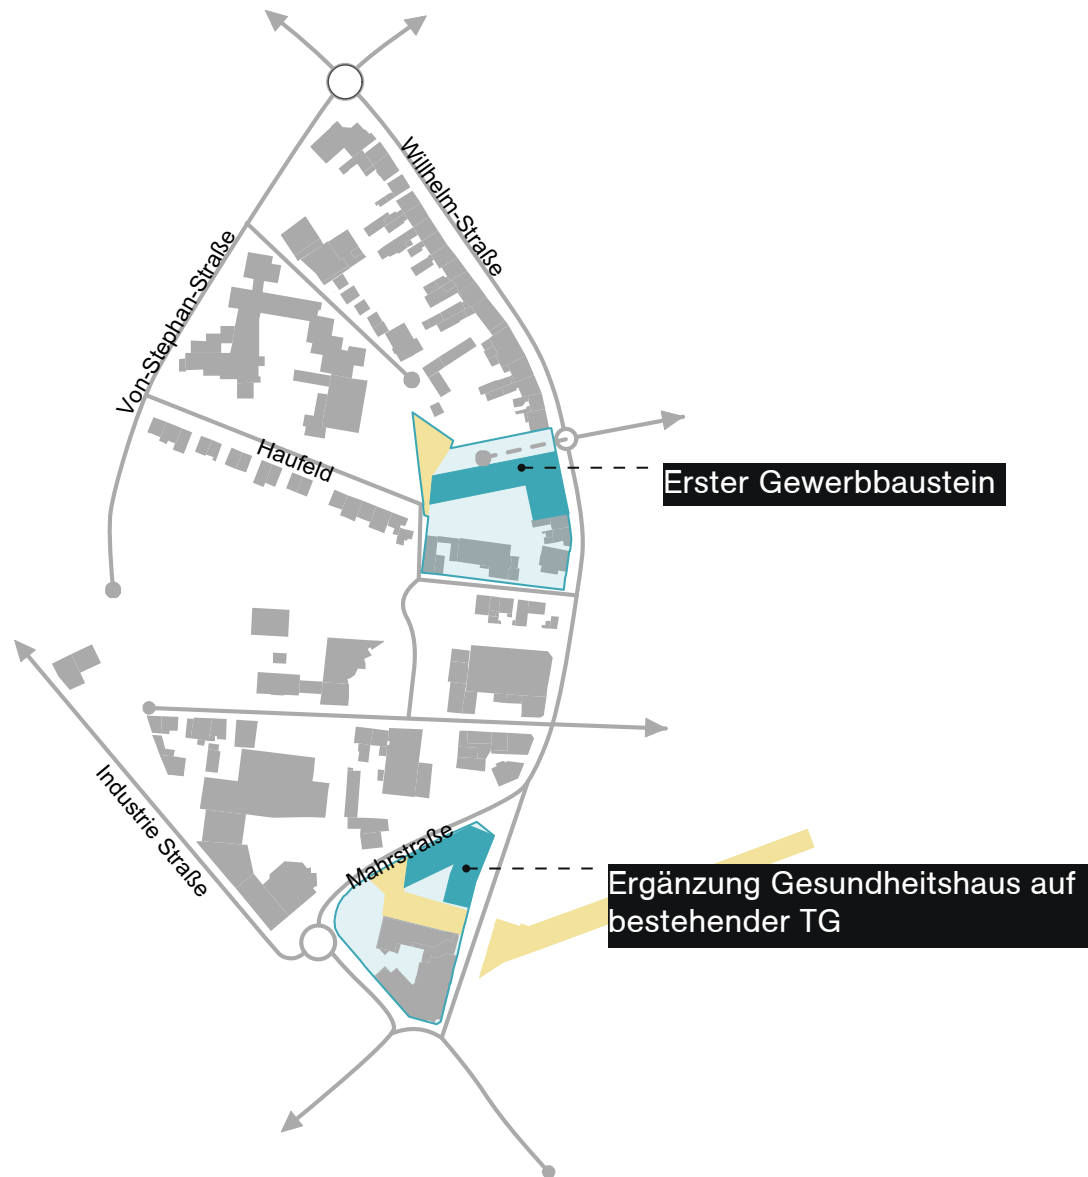 Willhelm-Straße
Von-Stephan-Straße
Haufeld
Erster Gewerbbaustein
Industrie Straße
Mahrstraße
Ergänzung Gesundheitshaus auf
bestehender TG